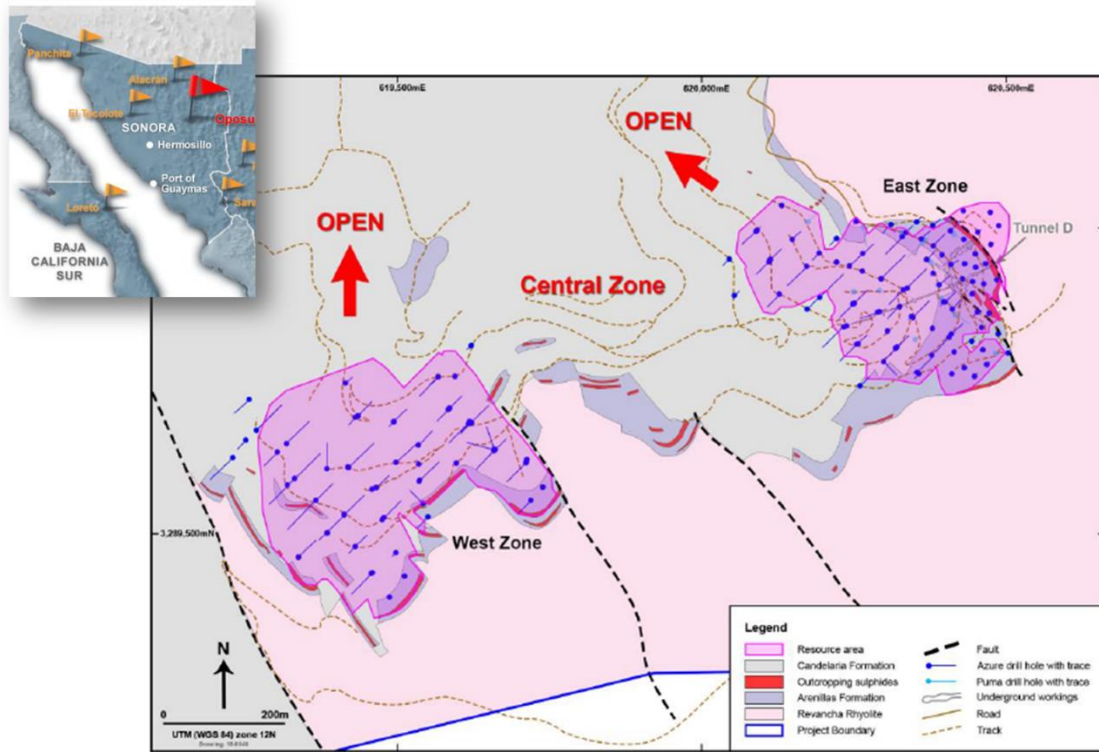 Panchita
Alacrán
El Tecolote
Oposu
SONORA
Hermosillo
Port of
Guaymas
Loreto
Sara
BAJA
CALIFORNIA
SUR
619,500mE
620,000mE
620,500mE
OPEN
OPEN
East Zone
Tunnel D
Central Zone
3,289,500mN
West Zone
N
0 200m
UTM (WGS 84) zone 12N
Legend
Resource area
Candelaria Formation
Outcropping sulphides
Arenillas Formation
Revancha Rhyolite
Project Boundary
Fault
Azure drill hole with trace
Puma drill hole with trace
Underground workings
Road
Track